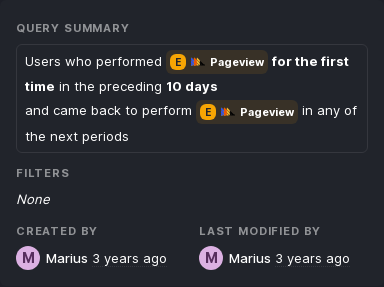 QUERY SUMMARY
Users who performed E Pageview for the first
time in the preceding 10 days
and came back to perform E Pageview in any of
the next periods
FILTERS
None
CREATED BY LAST MODIFIED BY
M Marius 3 years ago M Marius 3 years ago